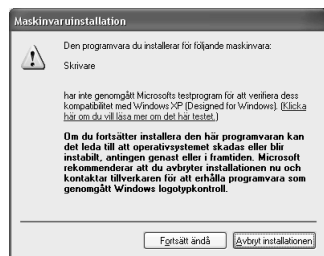 Maskinvaruinstallation
Den programvara du installerar för följande maskinvara:
Skrivare
har inte genomgått Microsofts testprogram för att verifiera dess
kompatibilitet med Windows XP (Designed for Windows). (Klicka
här om du vill läsa mer om det här testet.)
Om du fortsätter installera den här programvaran kan
det leda till att operativsystemet skadas eller blir
instabilt, antingen genast eller i framtiden. Microsoft
rekommenderar att du avbryter installationen nu och
kontaktar tillverkaren för att erhålla programvara som
genomgått Windows logotypkontroll.
Fortsätt ändå
Avbryt installationen